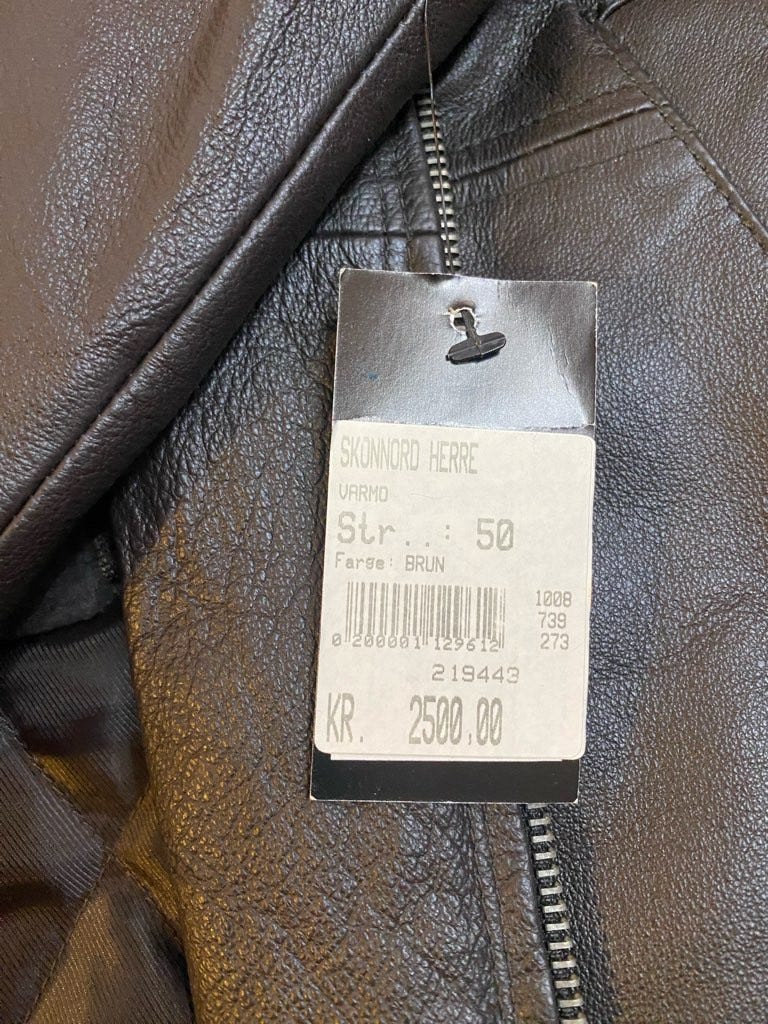 SKONNORD HERRE
VARMO
Str..: 50
Farge: BRUN
1008
739
0 200001 129612 273
219443
KR. 2500,00